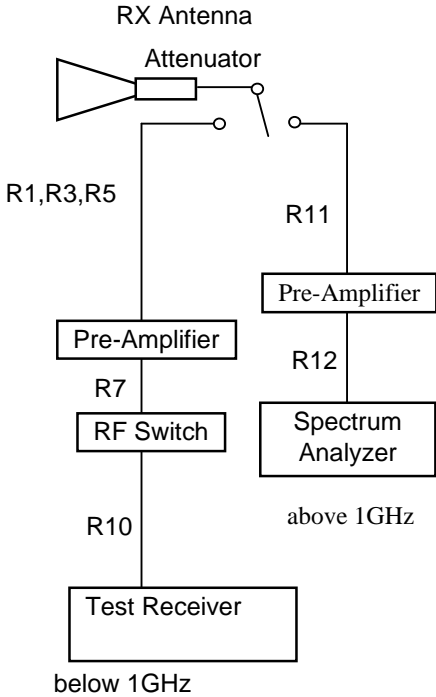 RX Antenna
Attenuator
R1,R3,R5
R11
Pre-Amplifier
Pre-Amplifier
R12
R7
RF Switch
Spectrum
Analyzer
above 1GHz
R10
Test Receiver
below 1GHz